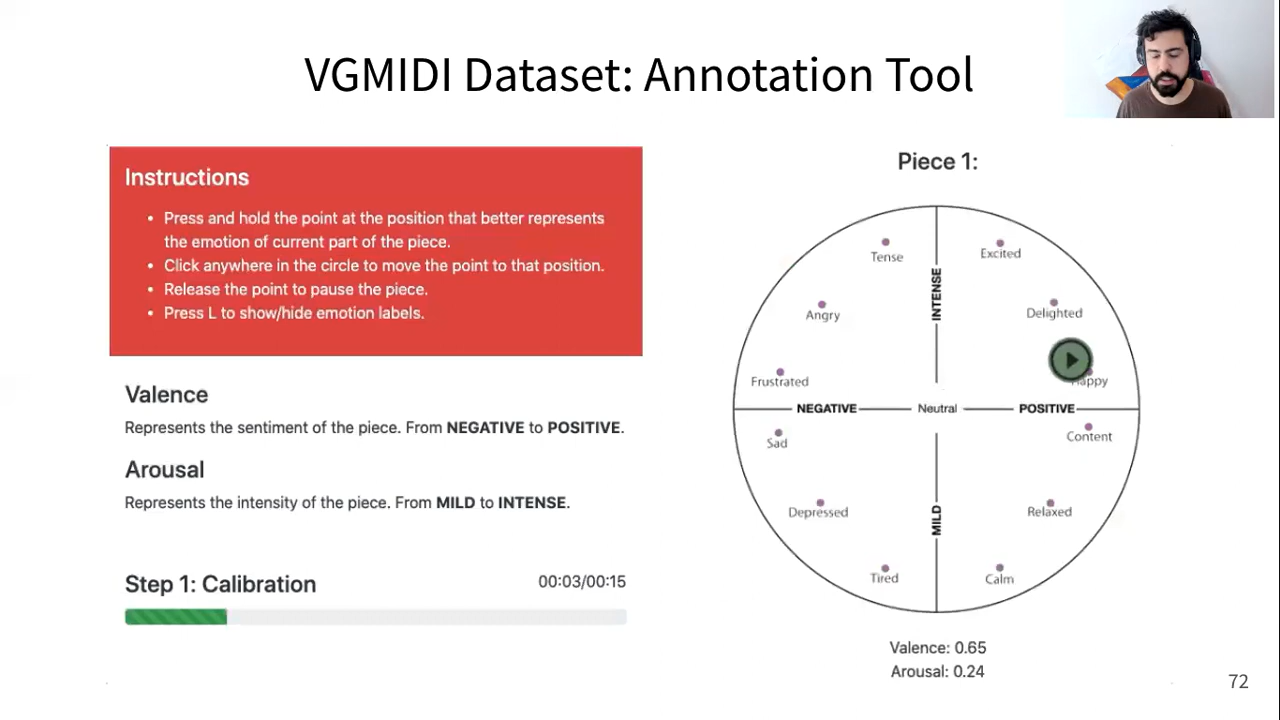 VGMIDI Dataset: Annotation Tool
Instructions
• Press and hold the point at the position that better represents
the emotion of current part of the piece.
• Click anywhere in the circle to move the point to that position.
• Release the point to pause the piece.
• Press L to show/hide emotion labels.
Valence
Represents the sentiment of the piece. From NEGATIVE to POSITIVE.
Arousal
Represents the intensity of the piece. From MILD to INTENSE.
Step 1: Calibration 00:03/00:15
Piece 1:
Tense
Excited
INTENSE
Angry
Delighted
Frustrated
Happy
NEGATIVE
Neutral
POSITIVE
Sad
Content
Depressed
Relaxed
MILD
Tired
Calm
Valence: 0.65
Arousal: 0.24
72